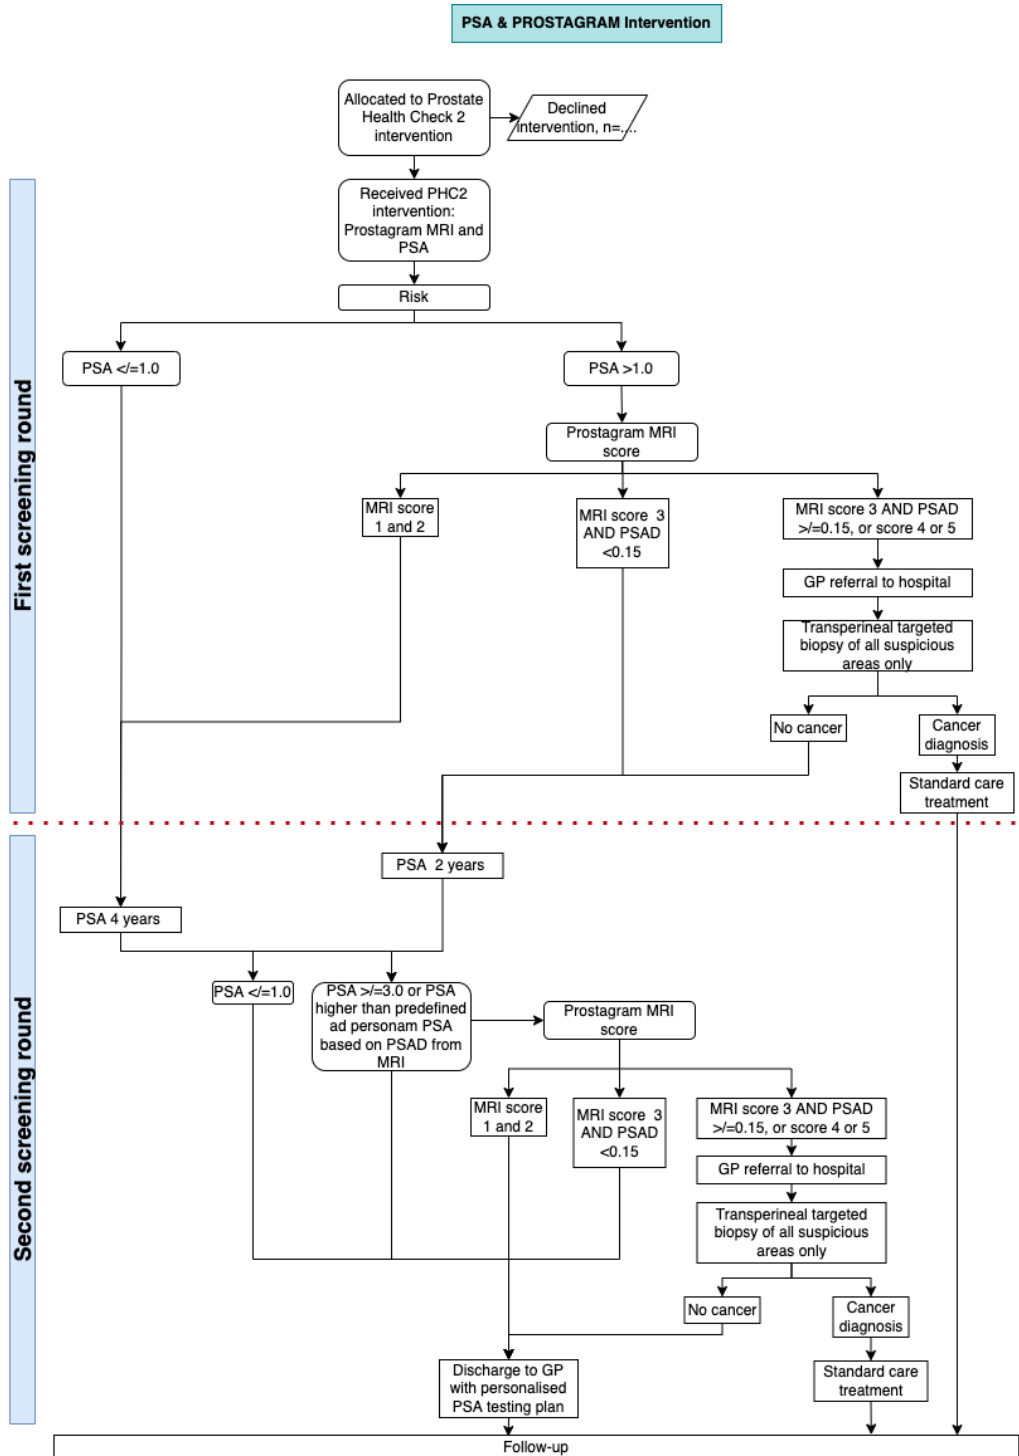 PSA & PROSTAGRAM Intervention
Allocated to Prostate
Health Check 2
intervention
Declined
intervention, n=....
First screening round
Received PHC2
intervention:
Prostagram MRI and
PSA
Risk
PSA </=1.0
PSA >1.0
Prostagram MRI
score
MRI score
1 and 2
MRI score 3
AND PSAD
<0.15
MRI score 3 AND PSAD
>/=0.15, or score 4 or 5
GP referral to hospital
Transperineal targeted
biopsy of all suspicious
areas only
No cancer
Cancer
diagnosis
Standard care
treatment
Second screening round
PSA 2 years
PSA 4 years
PSA </=1.0
PSA >/=3.0 or PSA
higher than predefined
ad personam PSA
based on PSAD from
MRI
Prostagram MRI
score
MRI score
1 and 2
MRI score 3
AND PSAD
<0.15
MRI score 3 AND PSAD
>/=0.15, or score 4 or 5
GP referral to hospital
Transperineal targeted
biopsy of all suspicious
areas only
No cancer
Cancer
diagnosis
Standard care
treatment
Discharge to GP
with personalised
PSA testing plan
Follow-up